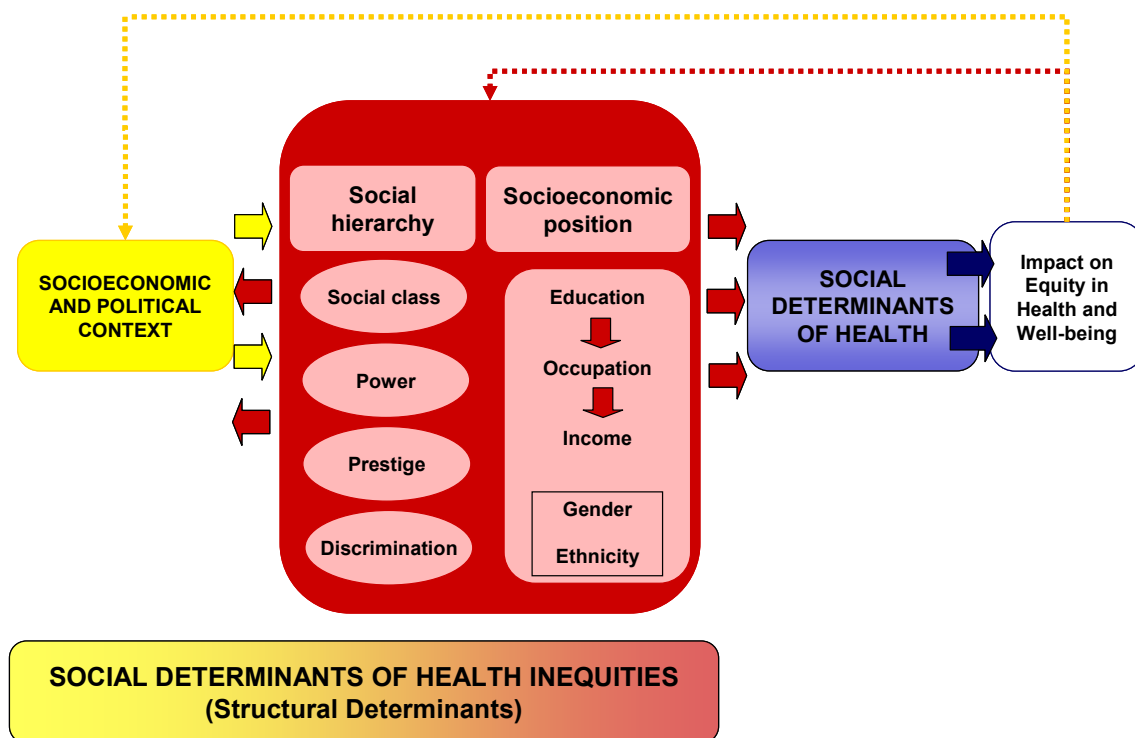 Social
hierarchy
Socioeconomic
position
SOCIOECONOMIC
AND POLITICAL
CONTEXT
Social class
Power
Prestige
Discrimination
Education
Occupation
Income
Gender
Ethnicity
SOCIAL
DETERMINANTS
OF HEALTH
Impact on
Equity in
Health and
Well-being
SOCIAL DETERMINANTS OF HEALTH INEQUITIES
(Structural Determinants)